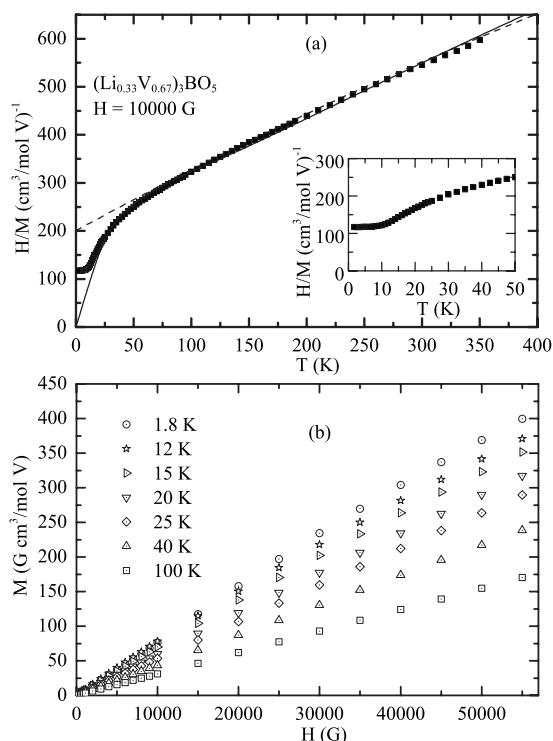 600
500
400
300
200
100
0
H/M (cm³/mol V)⁻¹
(a)
(Li₀.₃₃V₀.₆₇)₃BO₅
H = 10000 G
300
200
100
0
H/M (cm³/mol V)⁻¹
0 10 20 30 40 50
T (K)
0 50 100 150 200 250 300 350 400
T (K)
450
400
350
300
250
200
150
100
50
0
M (G cm³/mol V)
(b)
1.8 K
12 K
15 K
20 K
25 K
40 K
100 K
0 10000 20000 30000 40000 50000
H (G)